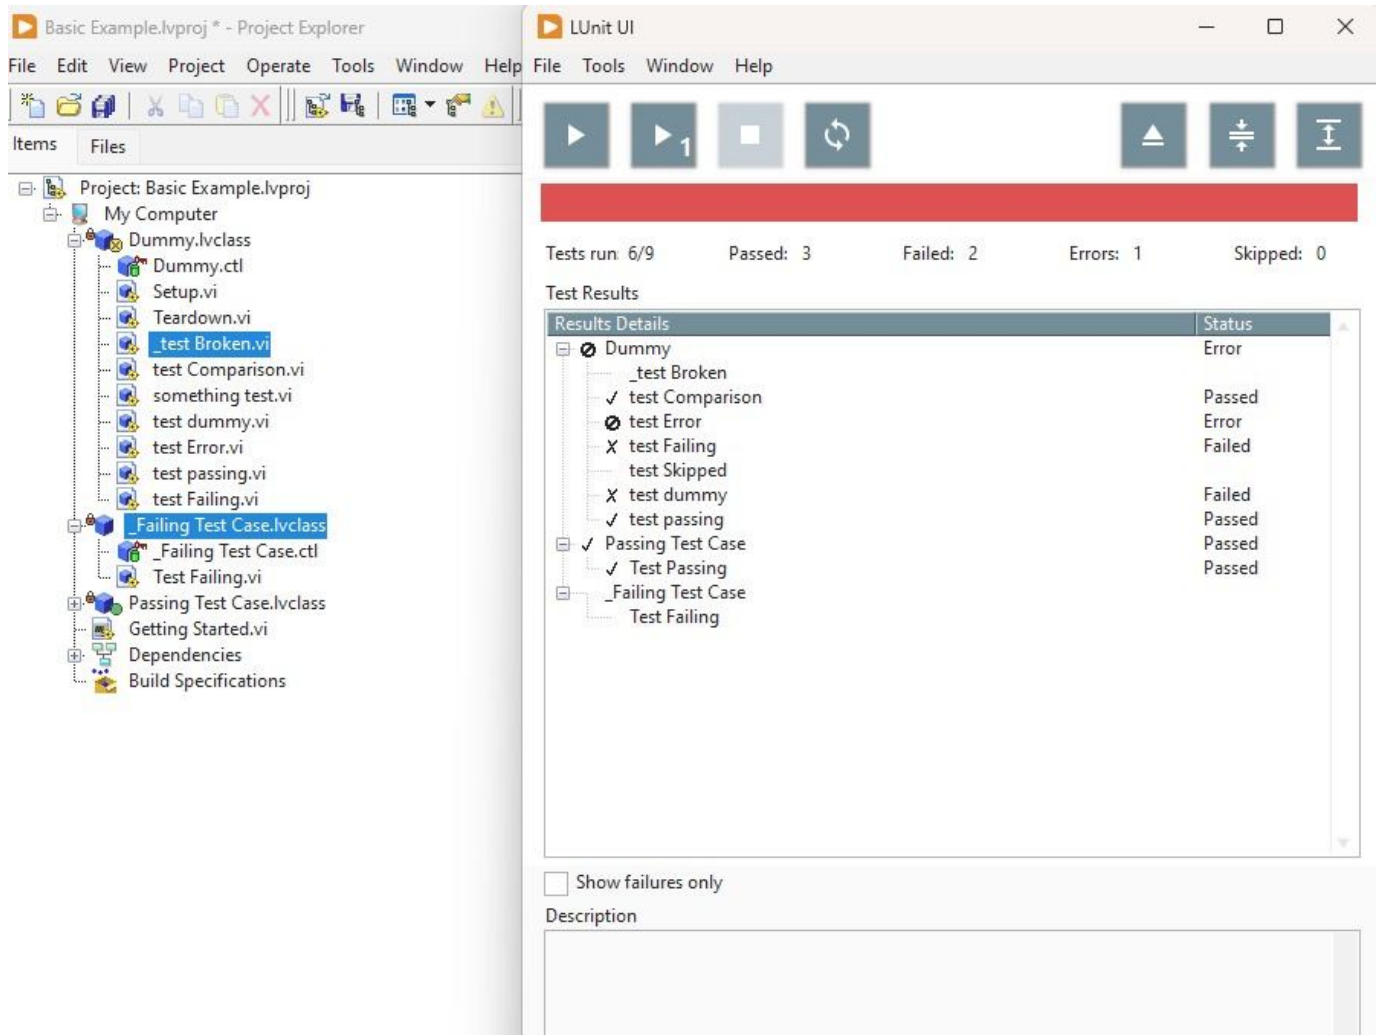 Basic Example.lvproj * - Project Explorer
File Edit View Project Operate Tools Window Help
Items Files
Project: Basic Example.lvproj
My Computer
Dummy.lvclass
Dummy.ctl
Setup.vi
Teardown.vi
_test Broken.vi
test Comparison.vi
something test.vi
test dummy.vi
test Error.vi
test passing.vi
test Failing.vi
_Failing Test Case.lvclass
_Failing Test Case.ctl
Test Failing.vi
Passing Test Case.lvclass
Getting Started.vi
Dependencies
Build Specifications
LUnit UI
File Tools Window Help
1
Tests run: 6/9 Passed: 3 Failed: 2 Errors: 1 Skipped: 0
Test Results
Results Details Status
Dummy Error
_test Broken
test Comparison Passed
test Error Error
test Failing Failed
test Skipped
test dummy Failed
test passing Passed
Passing Test Case Passed
Test Passing Passed
_Failing Test Case
Test Failing
Show failures only
Description